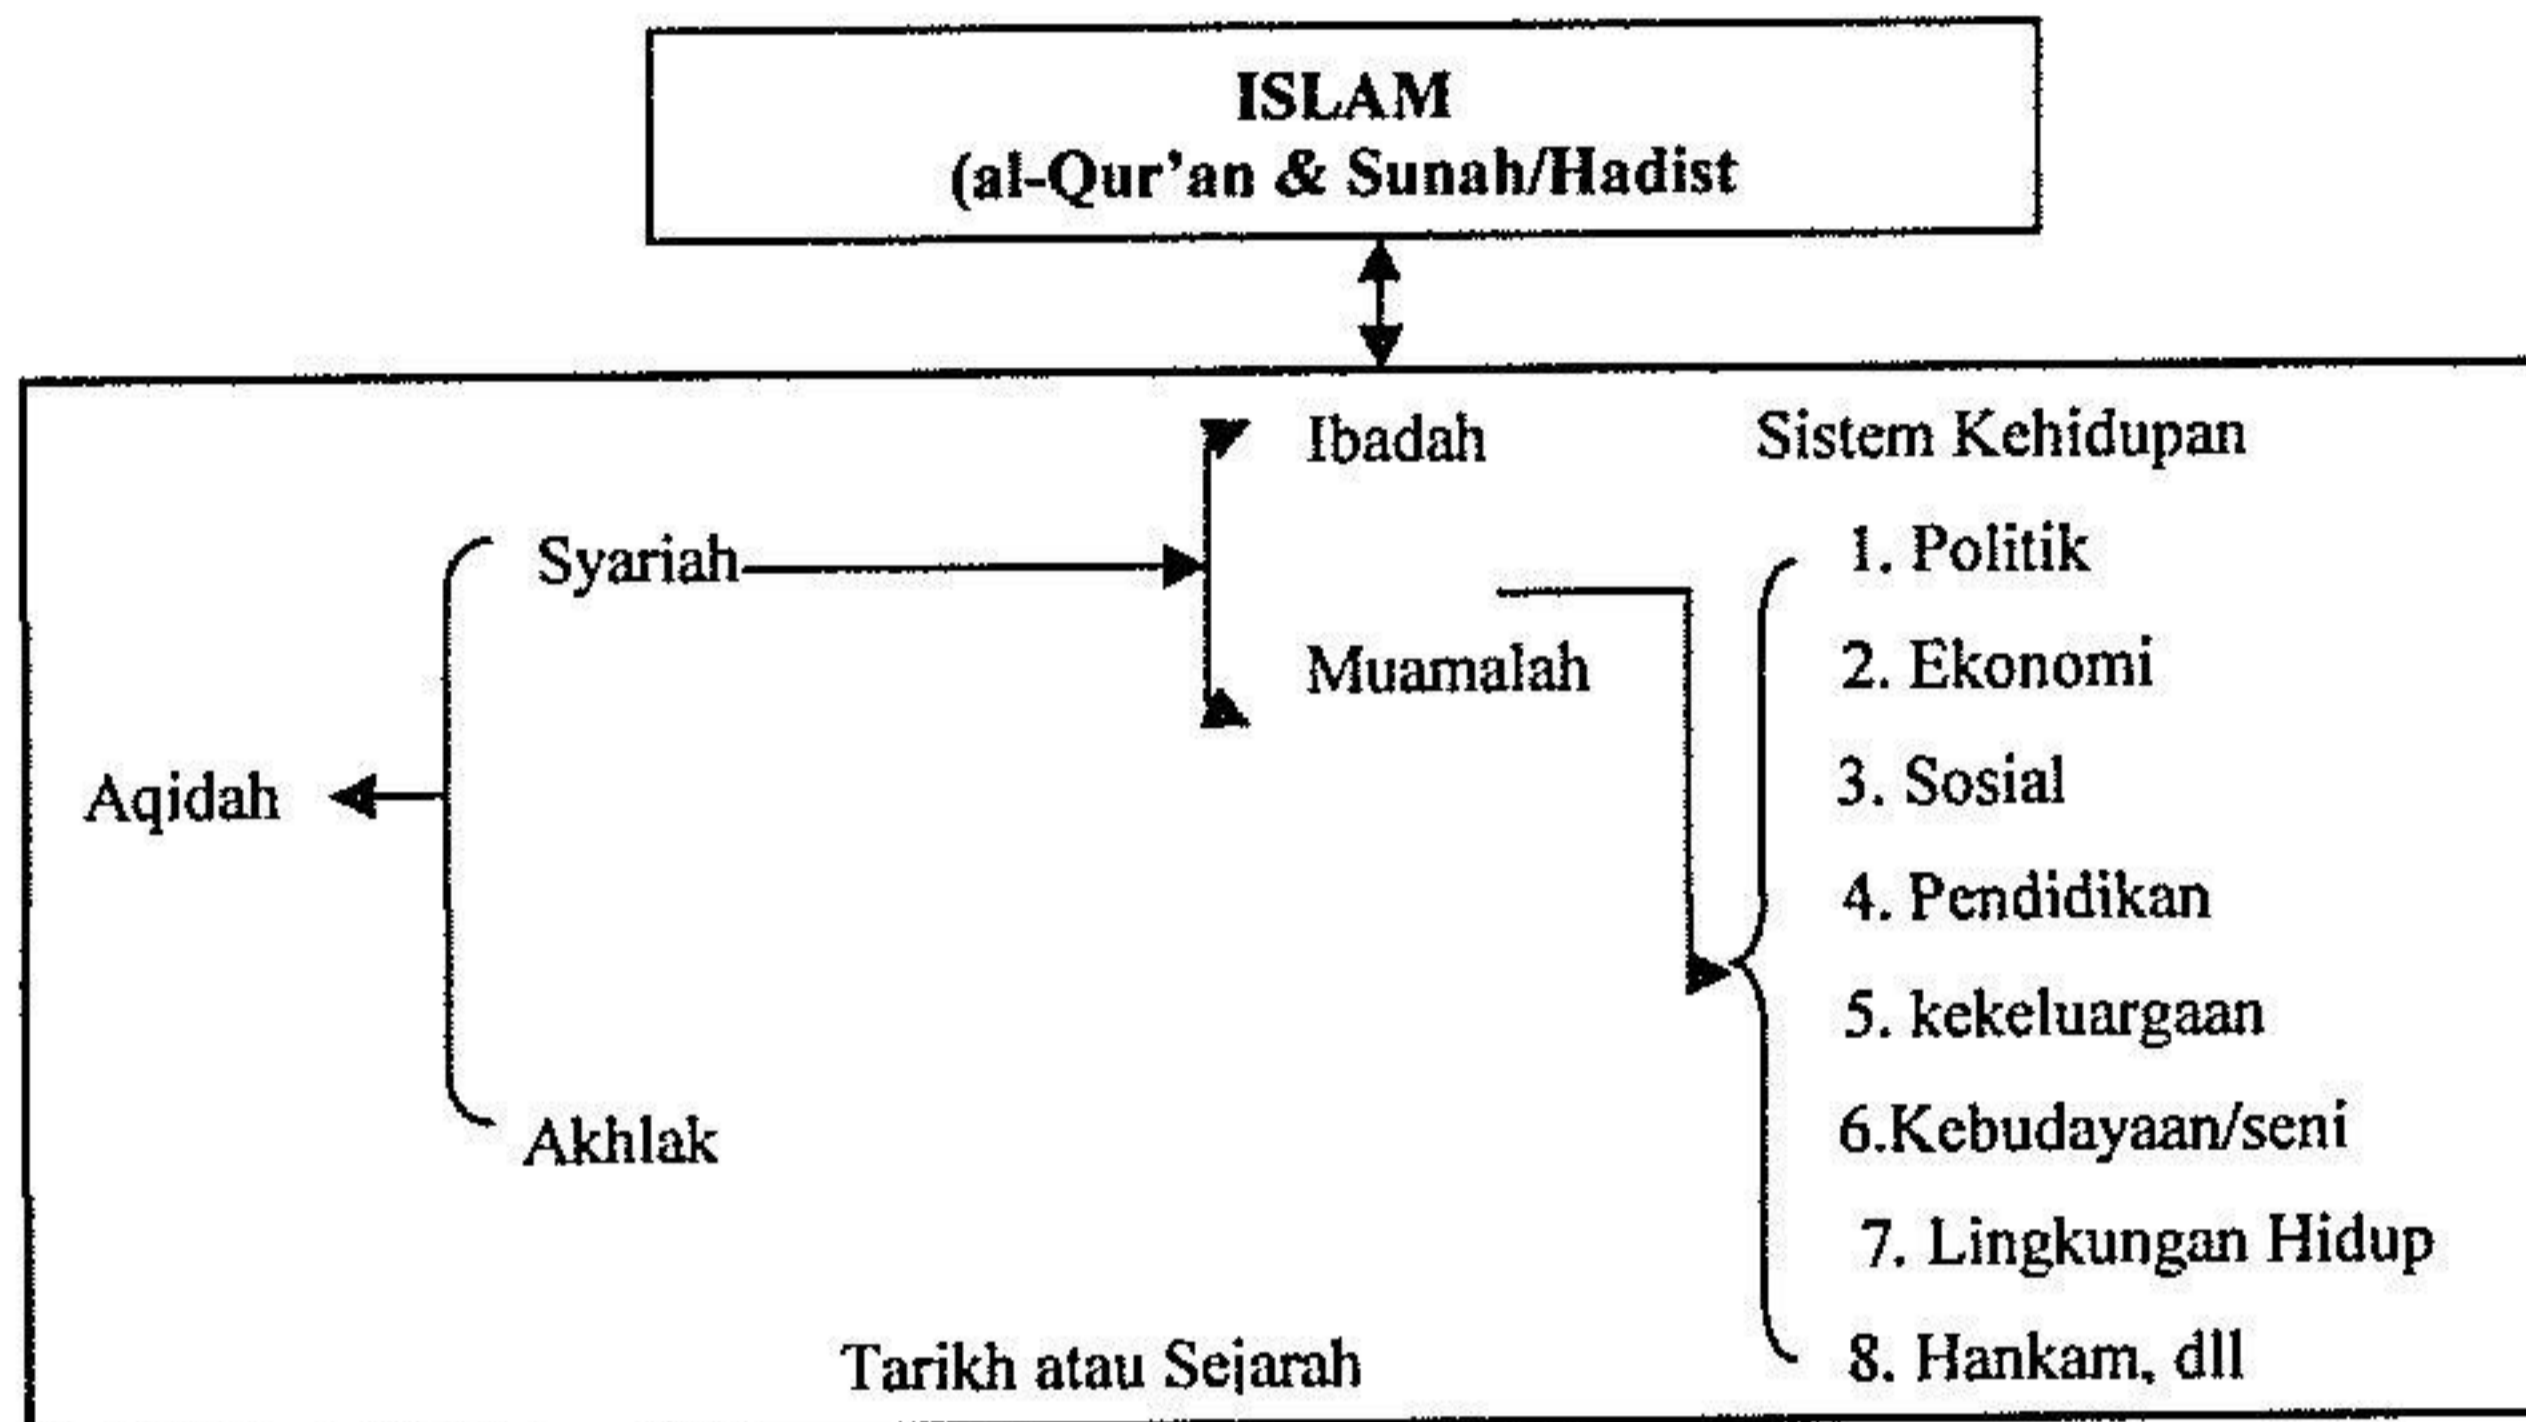 ISLAM
(al-Qur'an & Sunah/Hadist
Ibadah
Sistem Kehidupan
Syariah
1. Politik
Muamalah
2. Ekonomi
Aqidah
3. Sosial
4. Pendidikan
5. kekeluargaan
Akhlak
6.Kebudayaan/seni
7. Lingkungan Hidup
Tarikh atau Sejarah
8. Hankam, dll